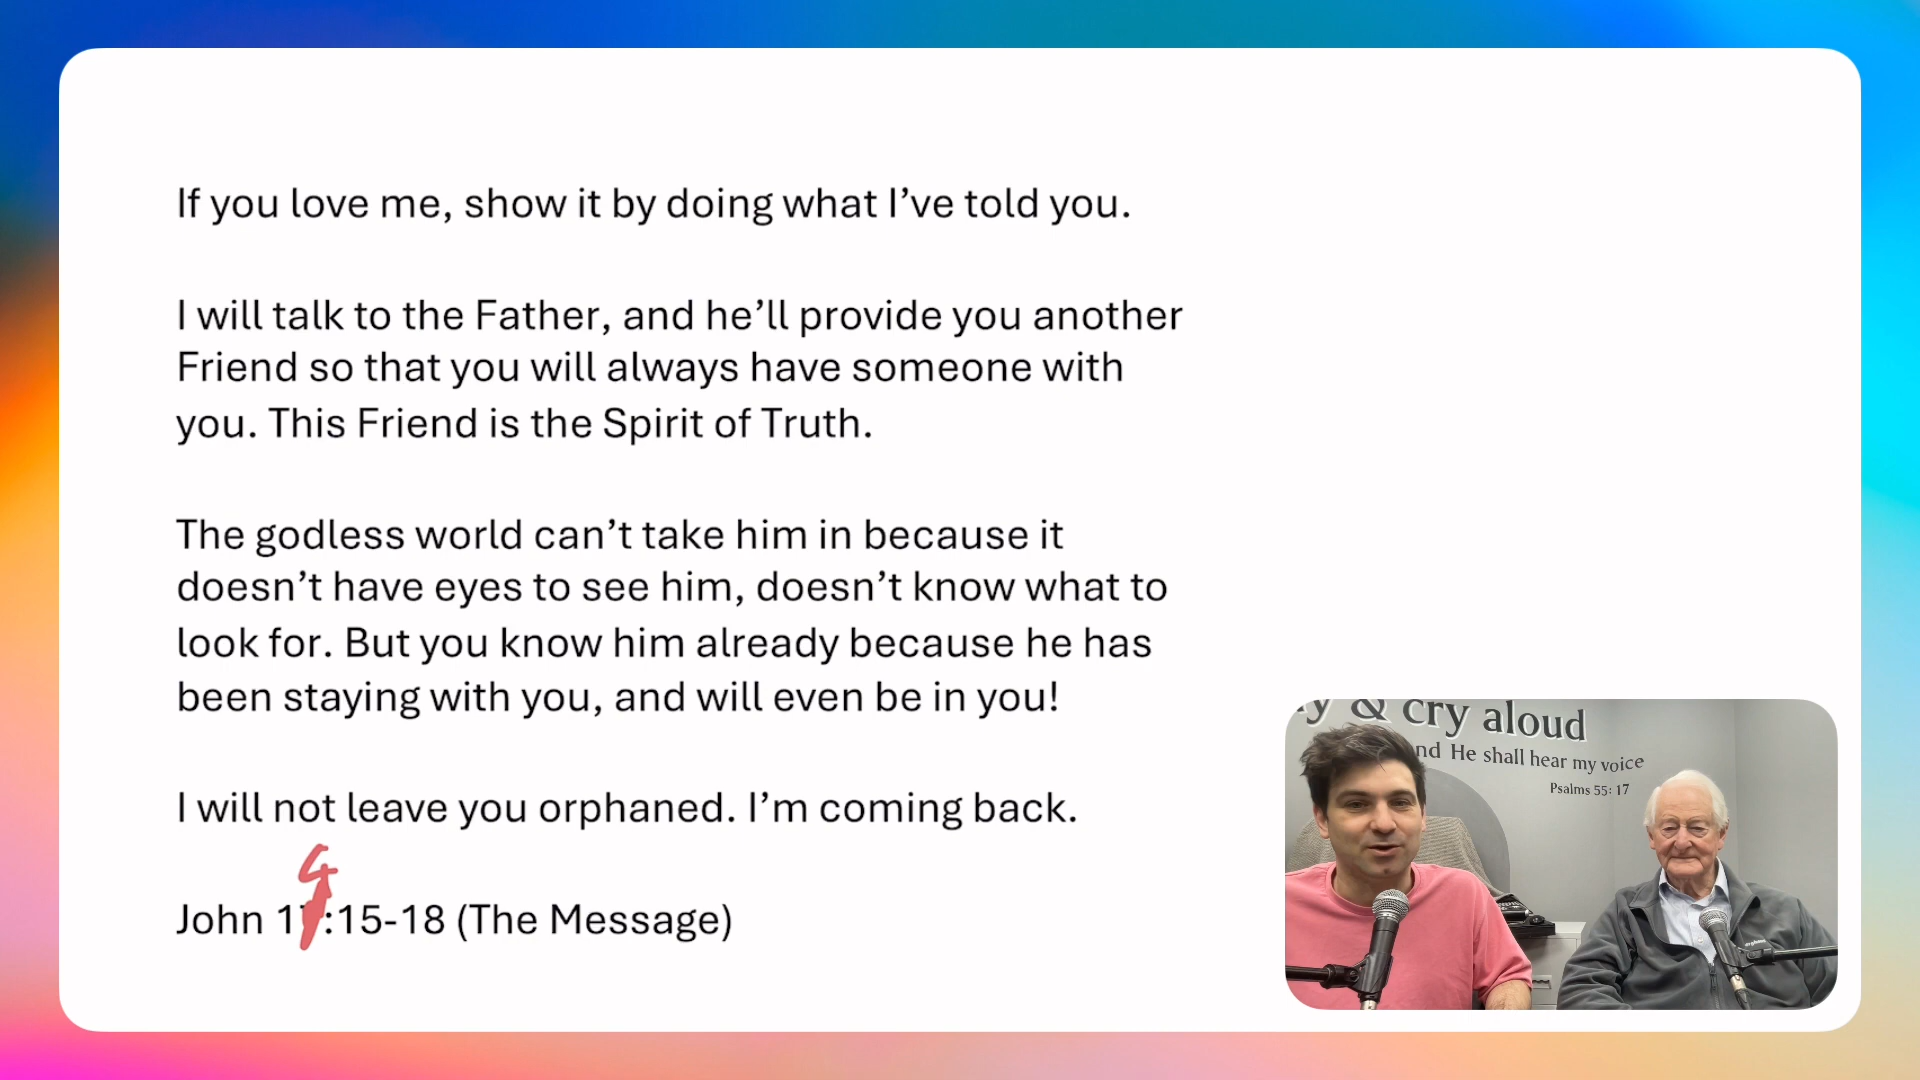 If you love me, show it by doing what I’ve told you.
I will talk to the Father, and he’ll provide you another
Friend so that you will always have someone with
you. This Friend is the Spirit of Truth.
The godless world can’t take him in because it
doesn’t have eyes to see him, doesn’t know what to
look for. But you know him already because he has
been staying with you, and will even be in you!
I will not leave you orphaned. I’m coming back.
4
John 17:15-18 (The Message)
& cry aloud
He shall hear my voice
Psalms 55:17